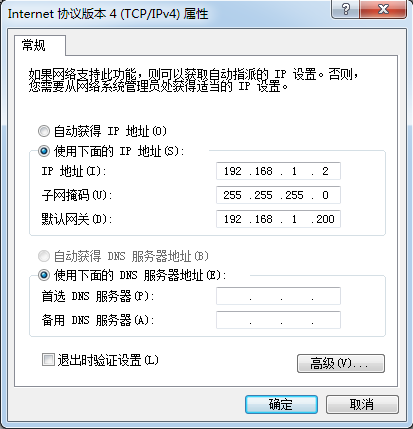 Internet 协议版本 4 (TCP/IPv4) 属性
常规
如果网络支持此功能，则可以获取自动指派的 IP 设置。否则，
您需要从网络系统管理员处获得适当的 IP 设置。
自动获得 IP 地址(O)
使用下面的 IP 地址(S):
IP 地址(I): 192 .168 . 1 . 2
子网掩码(U): 255 .255 .255 . 0
默认网关(D): 192 .168 . 1 .200
自动获得 DNS 服务器地址(B)
使用下面的 DNS 服务器地址(E):
首选 DNS 服务器(P): . . .
备用 DNS 服务器(A): . . .
退出时验证设置(L)
高级(V)...
确定 取消